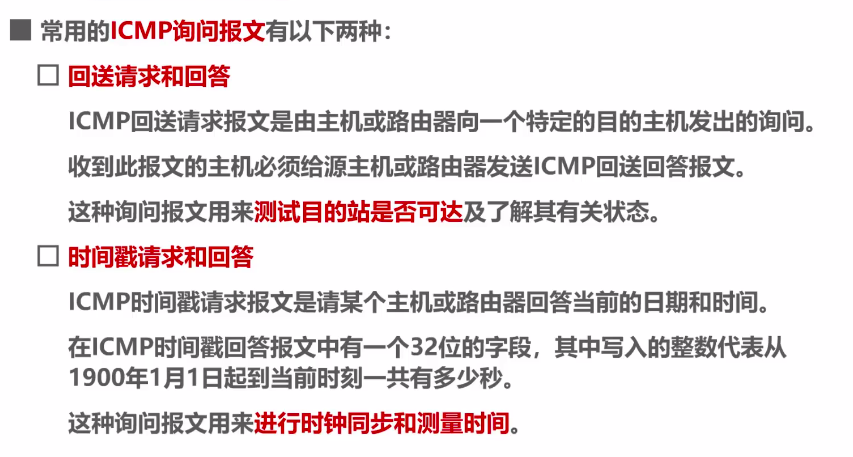 常用的ICMP询问报文有以下两种：
回送请求和回答
ICMP回送请求报文是由主机或路由器向一个特定的目的主机发出的询问。
收到此报文的主机必须给源主机或路由器发送ICMP回送回答报文。
这种询问报文用来测试目的站是否可达及了解其有关状态。
时间戳请求和回答
ICMP时间戳请求报文是请某个主机或路由器回答当前的日期和时间。
在ICMP时间戳回答报文中有一个32位的字段，其中写入的整数代表从
1900年1月1日起到当前时刻一共有多少秒。
这种询问报文用来进行时钟同步和测量时间。